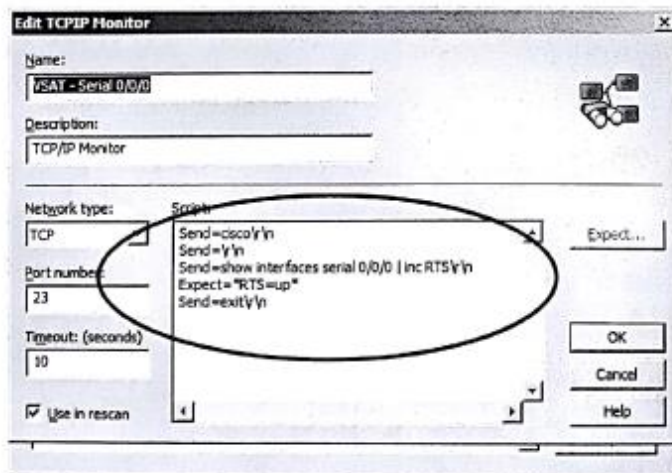 Edit TCPIP Monitor
Name:
VSAT - Serial 0/0/0
Description:
TCP/IP Monitor
Network type:
TCP
Port number:
23
Timeout: (seconds)
10
Use in rescan
Script:
Send=cisco\r\n
Send=\r\n
Send=show interfaces serial 0/0/0 | inc RTS\r\n
Expect="RTS=up"
Send=exit\r\n
Expect...
OK
Cancel
Help